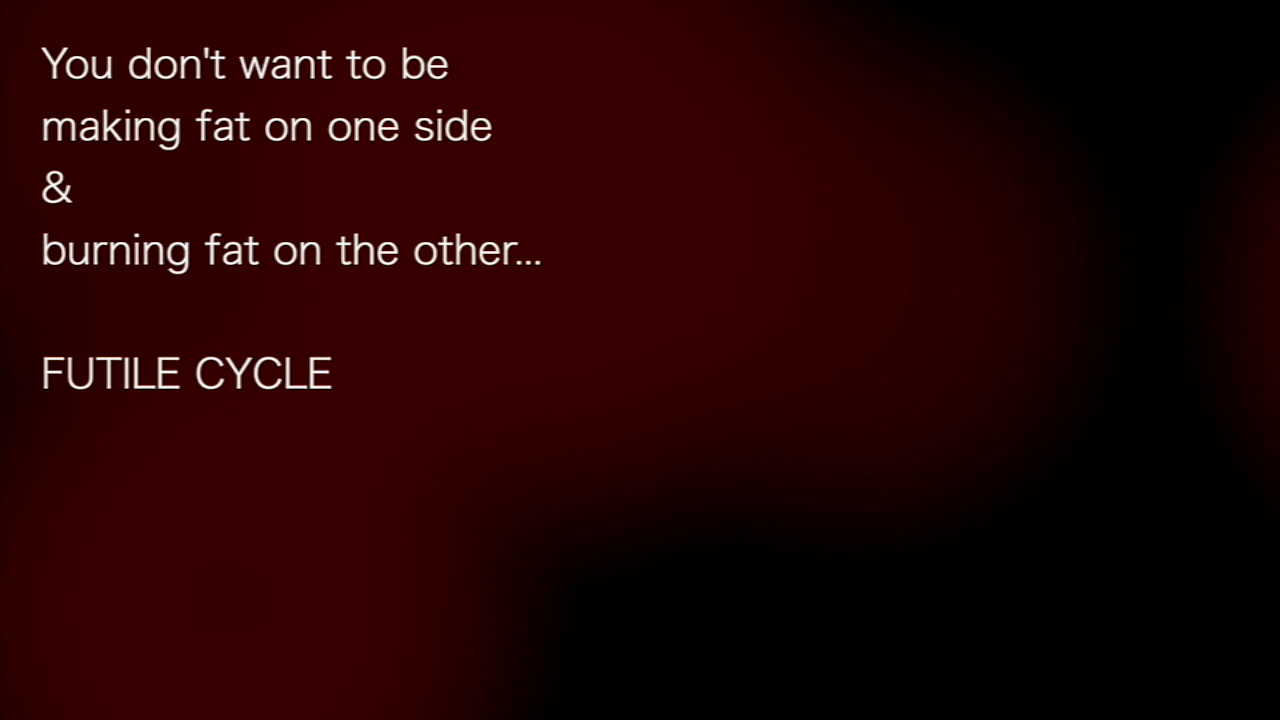 You don't want to be
making fat on one side
&
burning fat on the other...
FUTILE CYCLE